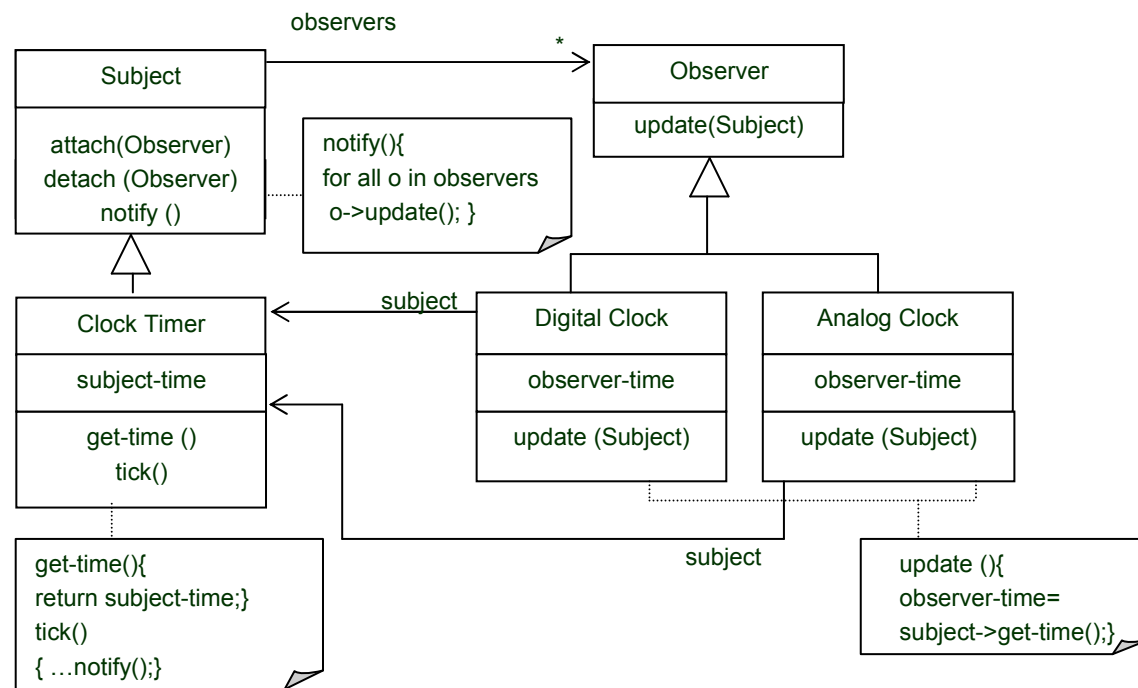 observers
*
Subject
attach(Observer)
detach (Observer)
notify ()
notify(){
for all o in observers
o->update(); }
Observer
update(Subject)
Clock Timer
subject-time
get-time ()
tick()
subject
Digital Clock
observer-time
update (Subject)
Analog Clock
observer-time
update (Subject)
subject
get-time(){
return subject-time;}
tick()
{ …notify();}
update (){
observer-time=
subject->get-time();}